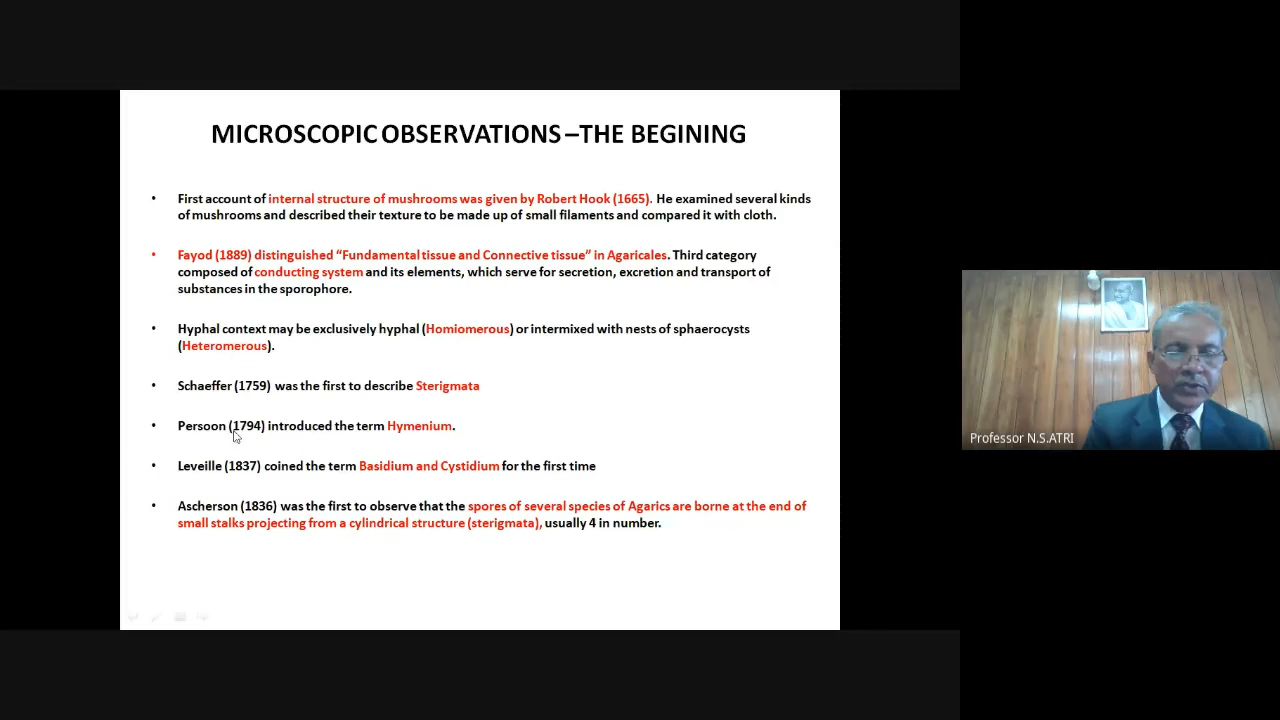 MICROSCOPIC OBSERVATIONS –THE BEGINING
• First account of internal structure of mushrooms was given by Robert Hook (1665). He examined several kinds
of mushrooms and described their texture to be made up of small filaments and compared it with cloth.
• Fayod (1889) distinguished “Fundamental tissue and Connective tissue” in Agaricales. Third category
composed of conducting system and its elements, which serve for secretion, excretion and transport of
substances in the sporophore.
• Hyphal context may be exclusively hyphal (Homiomerous) or intermixed with nests of sphaerocysts
(Heteromerous).
• Schaeffer (1759) was the first to describe Sterigmata
• Persoon (1794) introduced the term Hymenium.
• Leveille (1837) coined the term Basidium and Cystidium for the first time
• Ascherson (1836) was the first to observe that the spores of several species of Agarics are borne at the end of
small stalks projecting from a cylindrical structure (sterigmata), usually 4 in number.
Professor N.S.ATRI